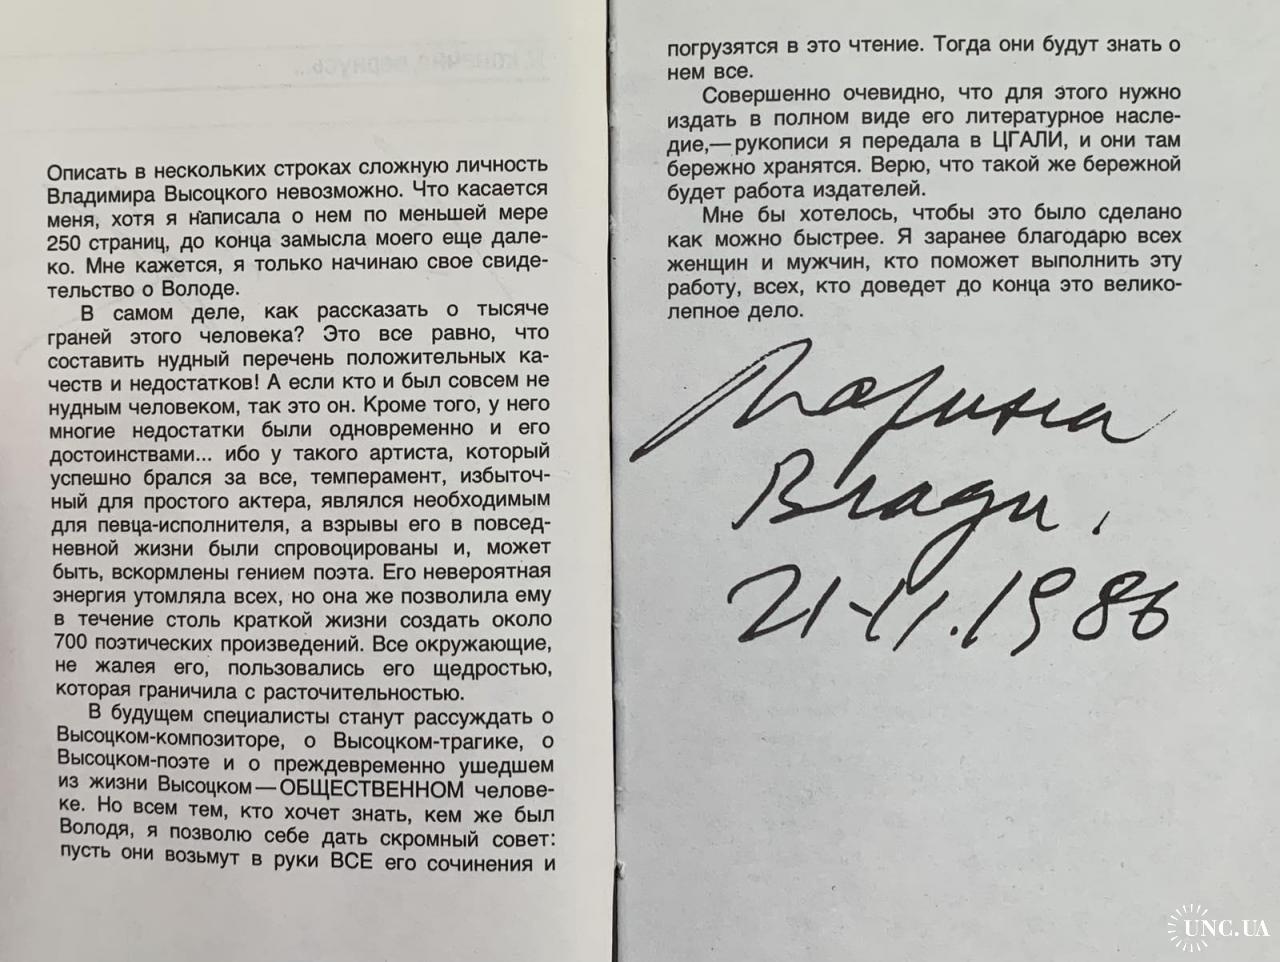 Описать в нескольких строках сложную личность
Владимира Высоцкого невозможно. Что касается
меня, хотя я написала о нем по меньшей мере
250 страниц, до конца замысла моего еще дале-
ко. Мне кажется, я только начинаю свое свиде-
тельство о Володе.
В самом деле, как рассказать о тысяче
граней этого человека? Это все равно, что
составить нудный перечень положительных ка-
честв и недостатков! А если кто и был совсем не
нудным человеком, так это он. Кроме того, у него
многие недостатки были одновременно и его
достоинствами... ибо у такого артиста, который
успешно брался за все, темперамент, избыточ-
ный для простого актера, являлся необходимым
для певца-исполнителя, а взрывы его в повсед-
невной жизни были спровоцированы и, может
быть, вскормлены гением поэта. Его невероятная
энергия утомляла всех, но она же позволила ему
в течение столь краткой жизни создать около
700 поэтических произведений. Все окружающие,
не жалея его, пользовались его щедростью,
которая граничила с расточительностью.
В будущем специалисты станут рассуждать о
Высоцком-композиторе, о Высоцком-трагике, о
Высоцком-поэте и о преждевременно ушедшем
из жизни Высоцком—ОБЩЕСТВЕННОМ челове-
ке. Но всем тем, кто хочет знать, кем же был
Володя, я позволю себе дать скромный совет:
пусть они возьмут в руки ВСЕ его сочинения и
погрузятся в это чтение. Тогда они будут знать о
нем все.
Совершенно очевидно, что для этого нужно
издать в полном виде его литературное насле-
дие,—рукописи я передала в ЦГАЛИ, и они там
бережно хранятся. Верю, что такой же бережной
будет работа издателей.
Мне бы хотелось, чтобы это было сделано
как можно быстрее. Я заранее благодарю всех
женщин и мужчин, кто поможет выполнить эту
работу, всех, кто доведет до конца это велико-
лепное дело.
Марина
Влади.
21-11.1986
UNC.UA